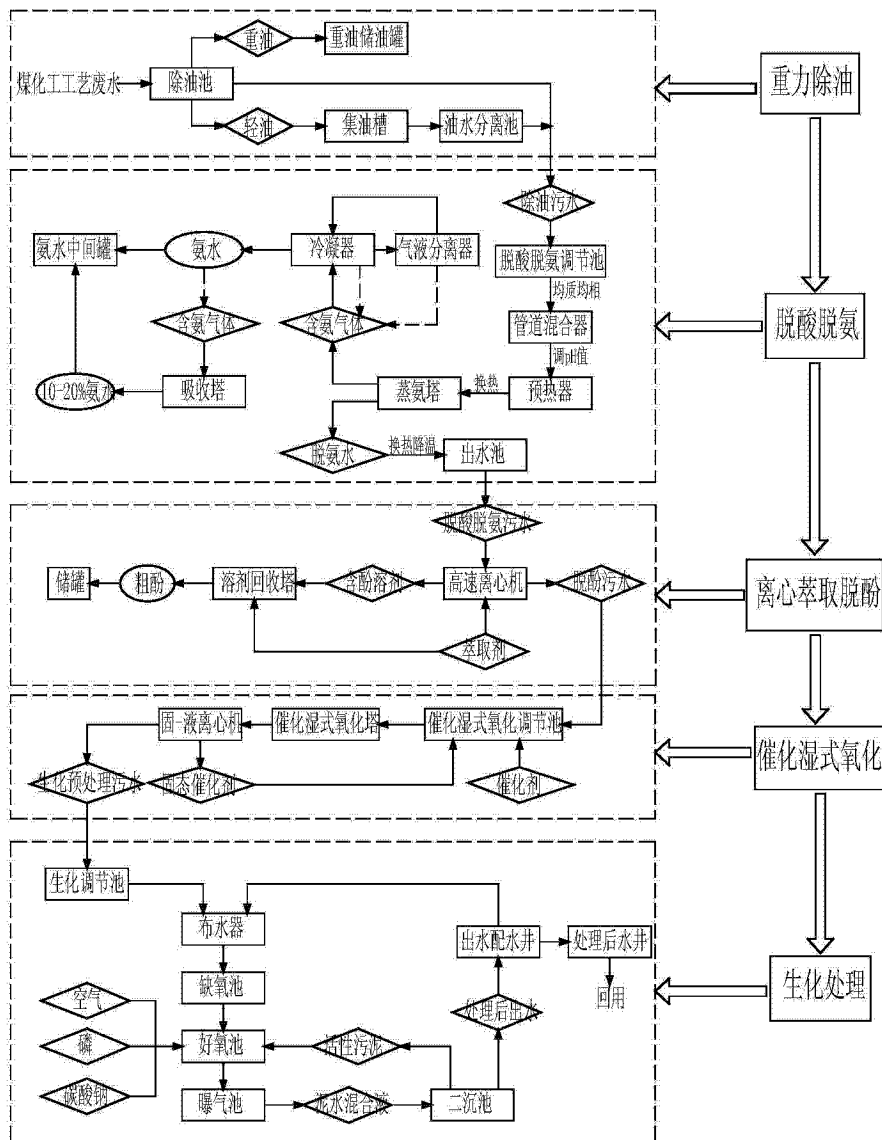 重油
重油储油罐
煤化工工艺废水
除油池
轻油
集油槽
油水分离池
重力除油
除油污水
氨水中间罐
氨水
冷凝器
气液分离器
脱酸脱氨调节池
均质均相
含氨气体
含氨气体
管道混合器
调pH值
脱酸脱氨
10-20%氨水
吸收塔
蒸氨塔
换热
预热器
脱氨水
换热降温
出水池
脱酸脱氨污水
储罐
粗酚
溶剂回收塔
含酚溶剂
高速离心机
脱酚污水
离心萃取脱酚
萃取剂
固-液离心机
催化湿式氧化塔
催化湿式氧化调节池
催化湿式氧化
生化预处理污水
固态催化剂
催化剂
生化调节池
布水器
出水配水井
处理后水井
缺氧池
生化处理
空气
处理后出水
回用
磷
好氧池
活性污泥
碳酸钠
曝气池
泥水混合液
二沉池